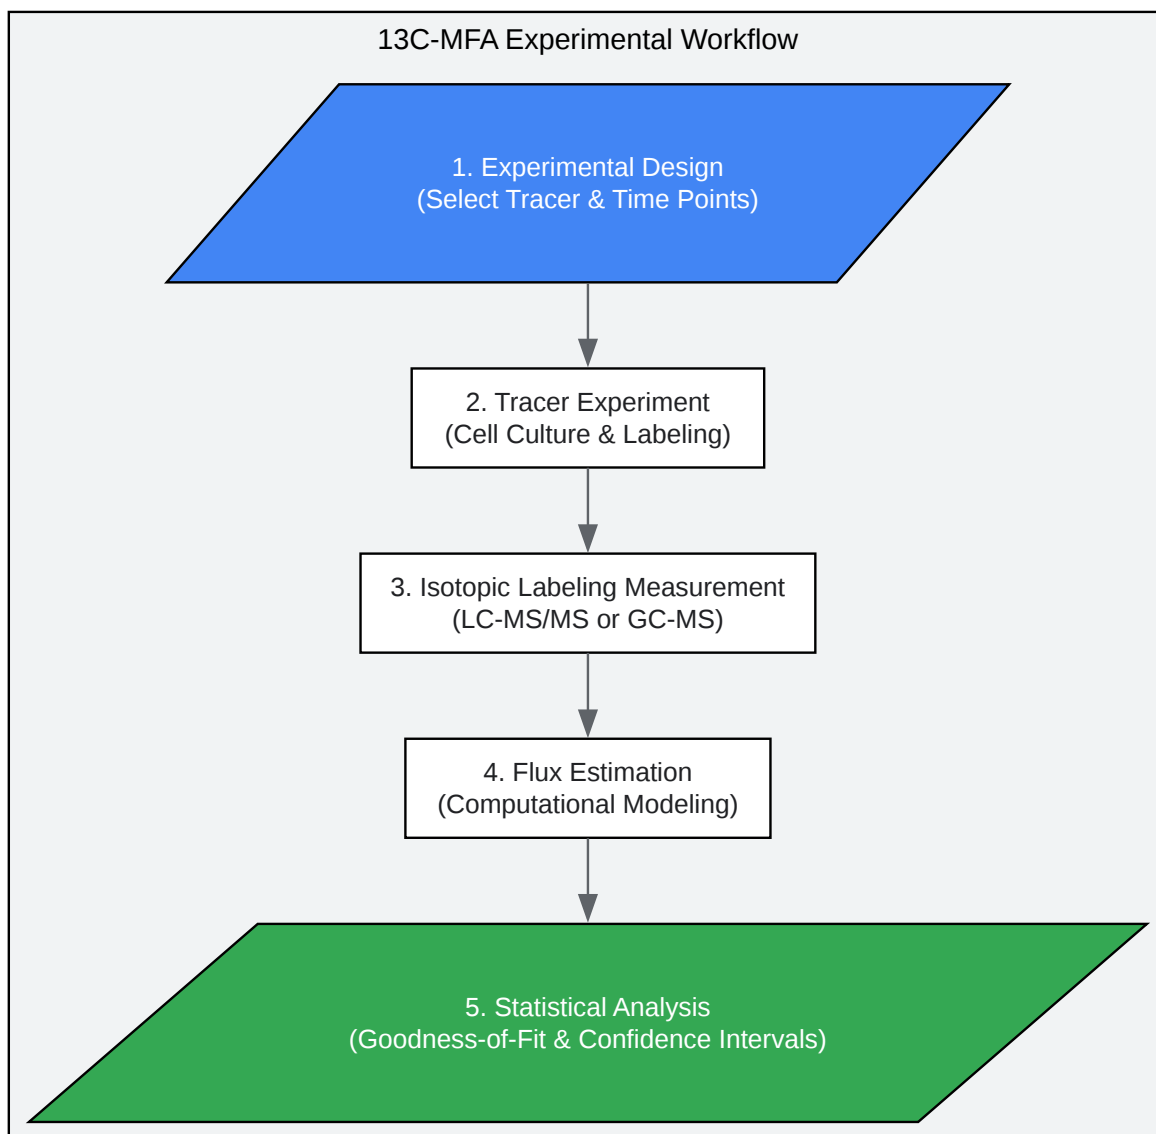 13C-MFA Experimental Workflow
1. Experimental Design
(Select Tracer & Time Points)
2. Tracer Experiment
(Cell Culture & Labeling)
3. Isotopic Labeling Measurement
(LC-MS/MS or GC-MS)
4. Flux Estimation
(Computational Modeling)
5. Statistical Analysis
(Goodness-of-Fit & Confidence Intervals)